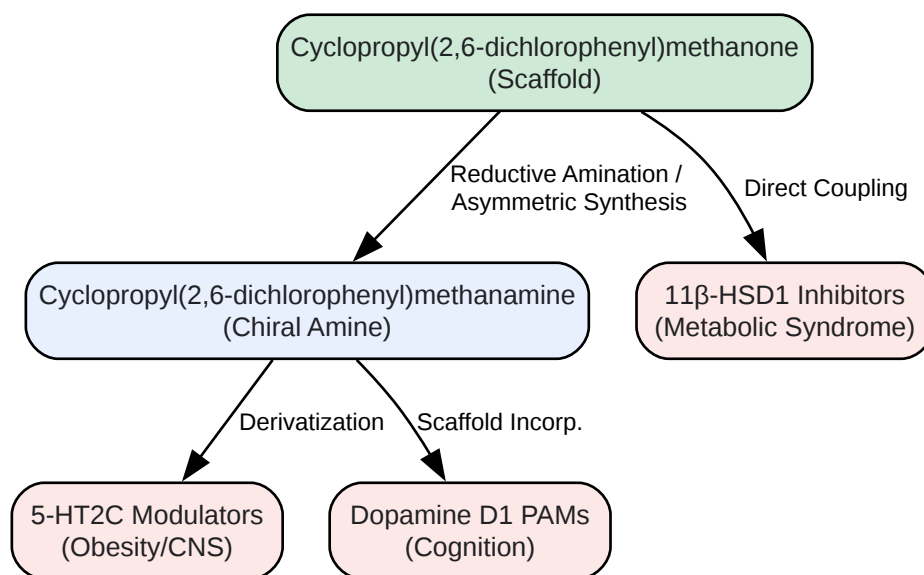 Cyclopropyl(2,6-dichlorophenyl)methanone
(Scaffold)
Reductive Amination /
Asymmetric Synthesis
Direct Coupling
Cyclopropyl(2,6-dichlorophenyl)methanamine
(Chiral Amine)
11β-HSD1 Inhibitors
(Metabolic Syndrome)
Derivatization
Scaffold Incorp.
5-HT2C Modulators
(Obesity/CNS)
Dopamine D1 PAMs
(Cognition)